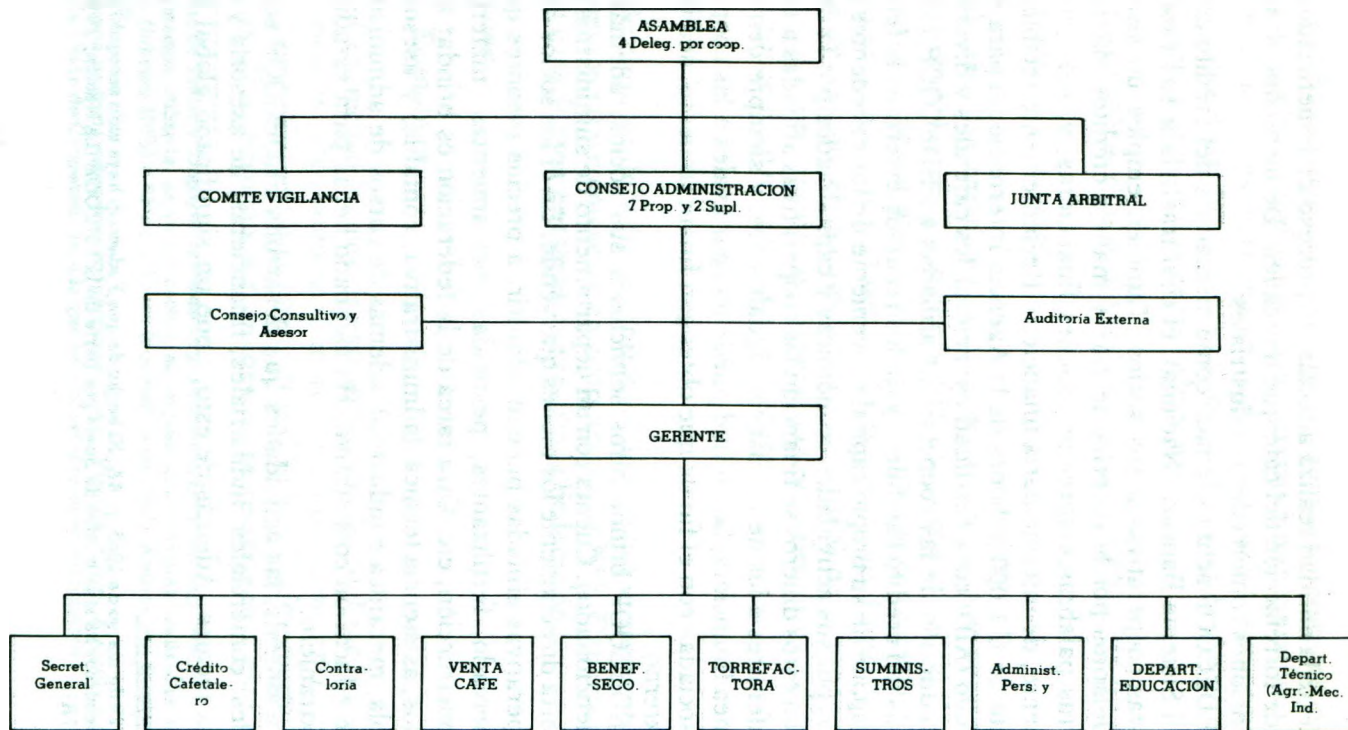 ASAMBLEA
4 Deleg. por coop.
COMITE VIGILANCIA
CONSEJO ADMINISTRACION
7 Prop. y 2 Supl.
JUNTA ARBITRAL
Consejo Consultivo y
Asesor
Auditoría Externa
GERENTE
Secret.
General
Crédito
Cafetale-
ro
Contra-
loría
VENTA
CAFE
BENEF.
SECO.
TORREFAC-
TORA
SUMINIS-
TROS
Administ.
Pers. y
DEPART.
EDUCACION
Depart.
Técnico
(Agr.-Mec.
Ind.